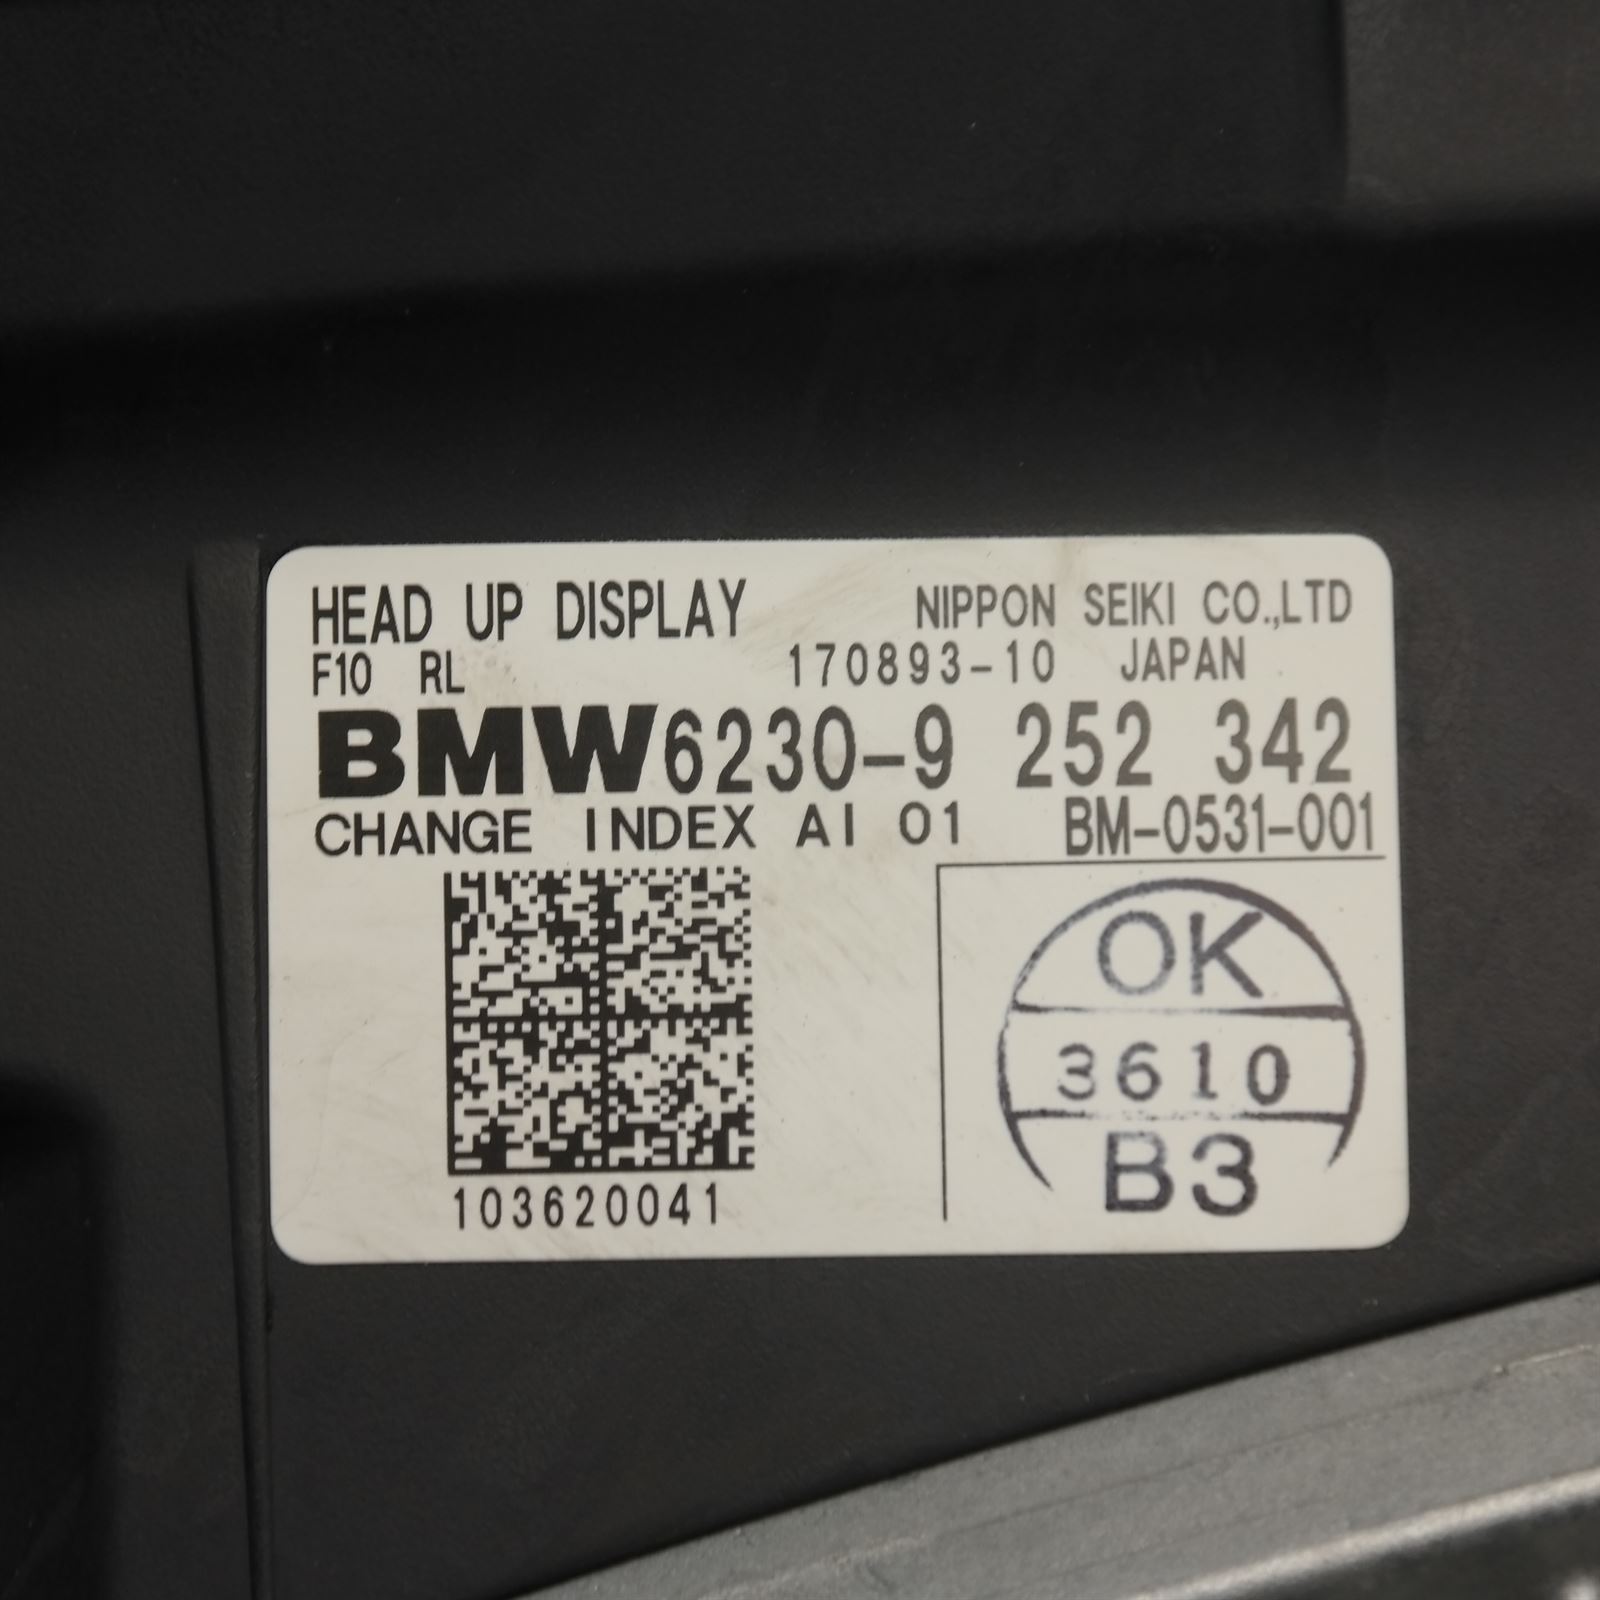 HEAD UP DISPLAY NIPPON SEIKI CO.,LTD
F10 RL 170893-10 JAPAN
BMW6230-9 252 342
CHANGE INDEX AI 01 BM-0531-001
OK
3610
B3
103620041